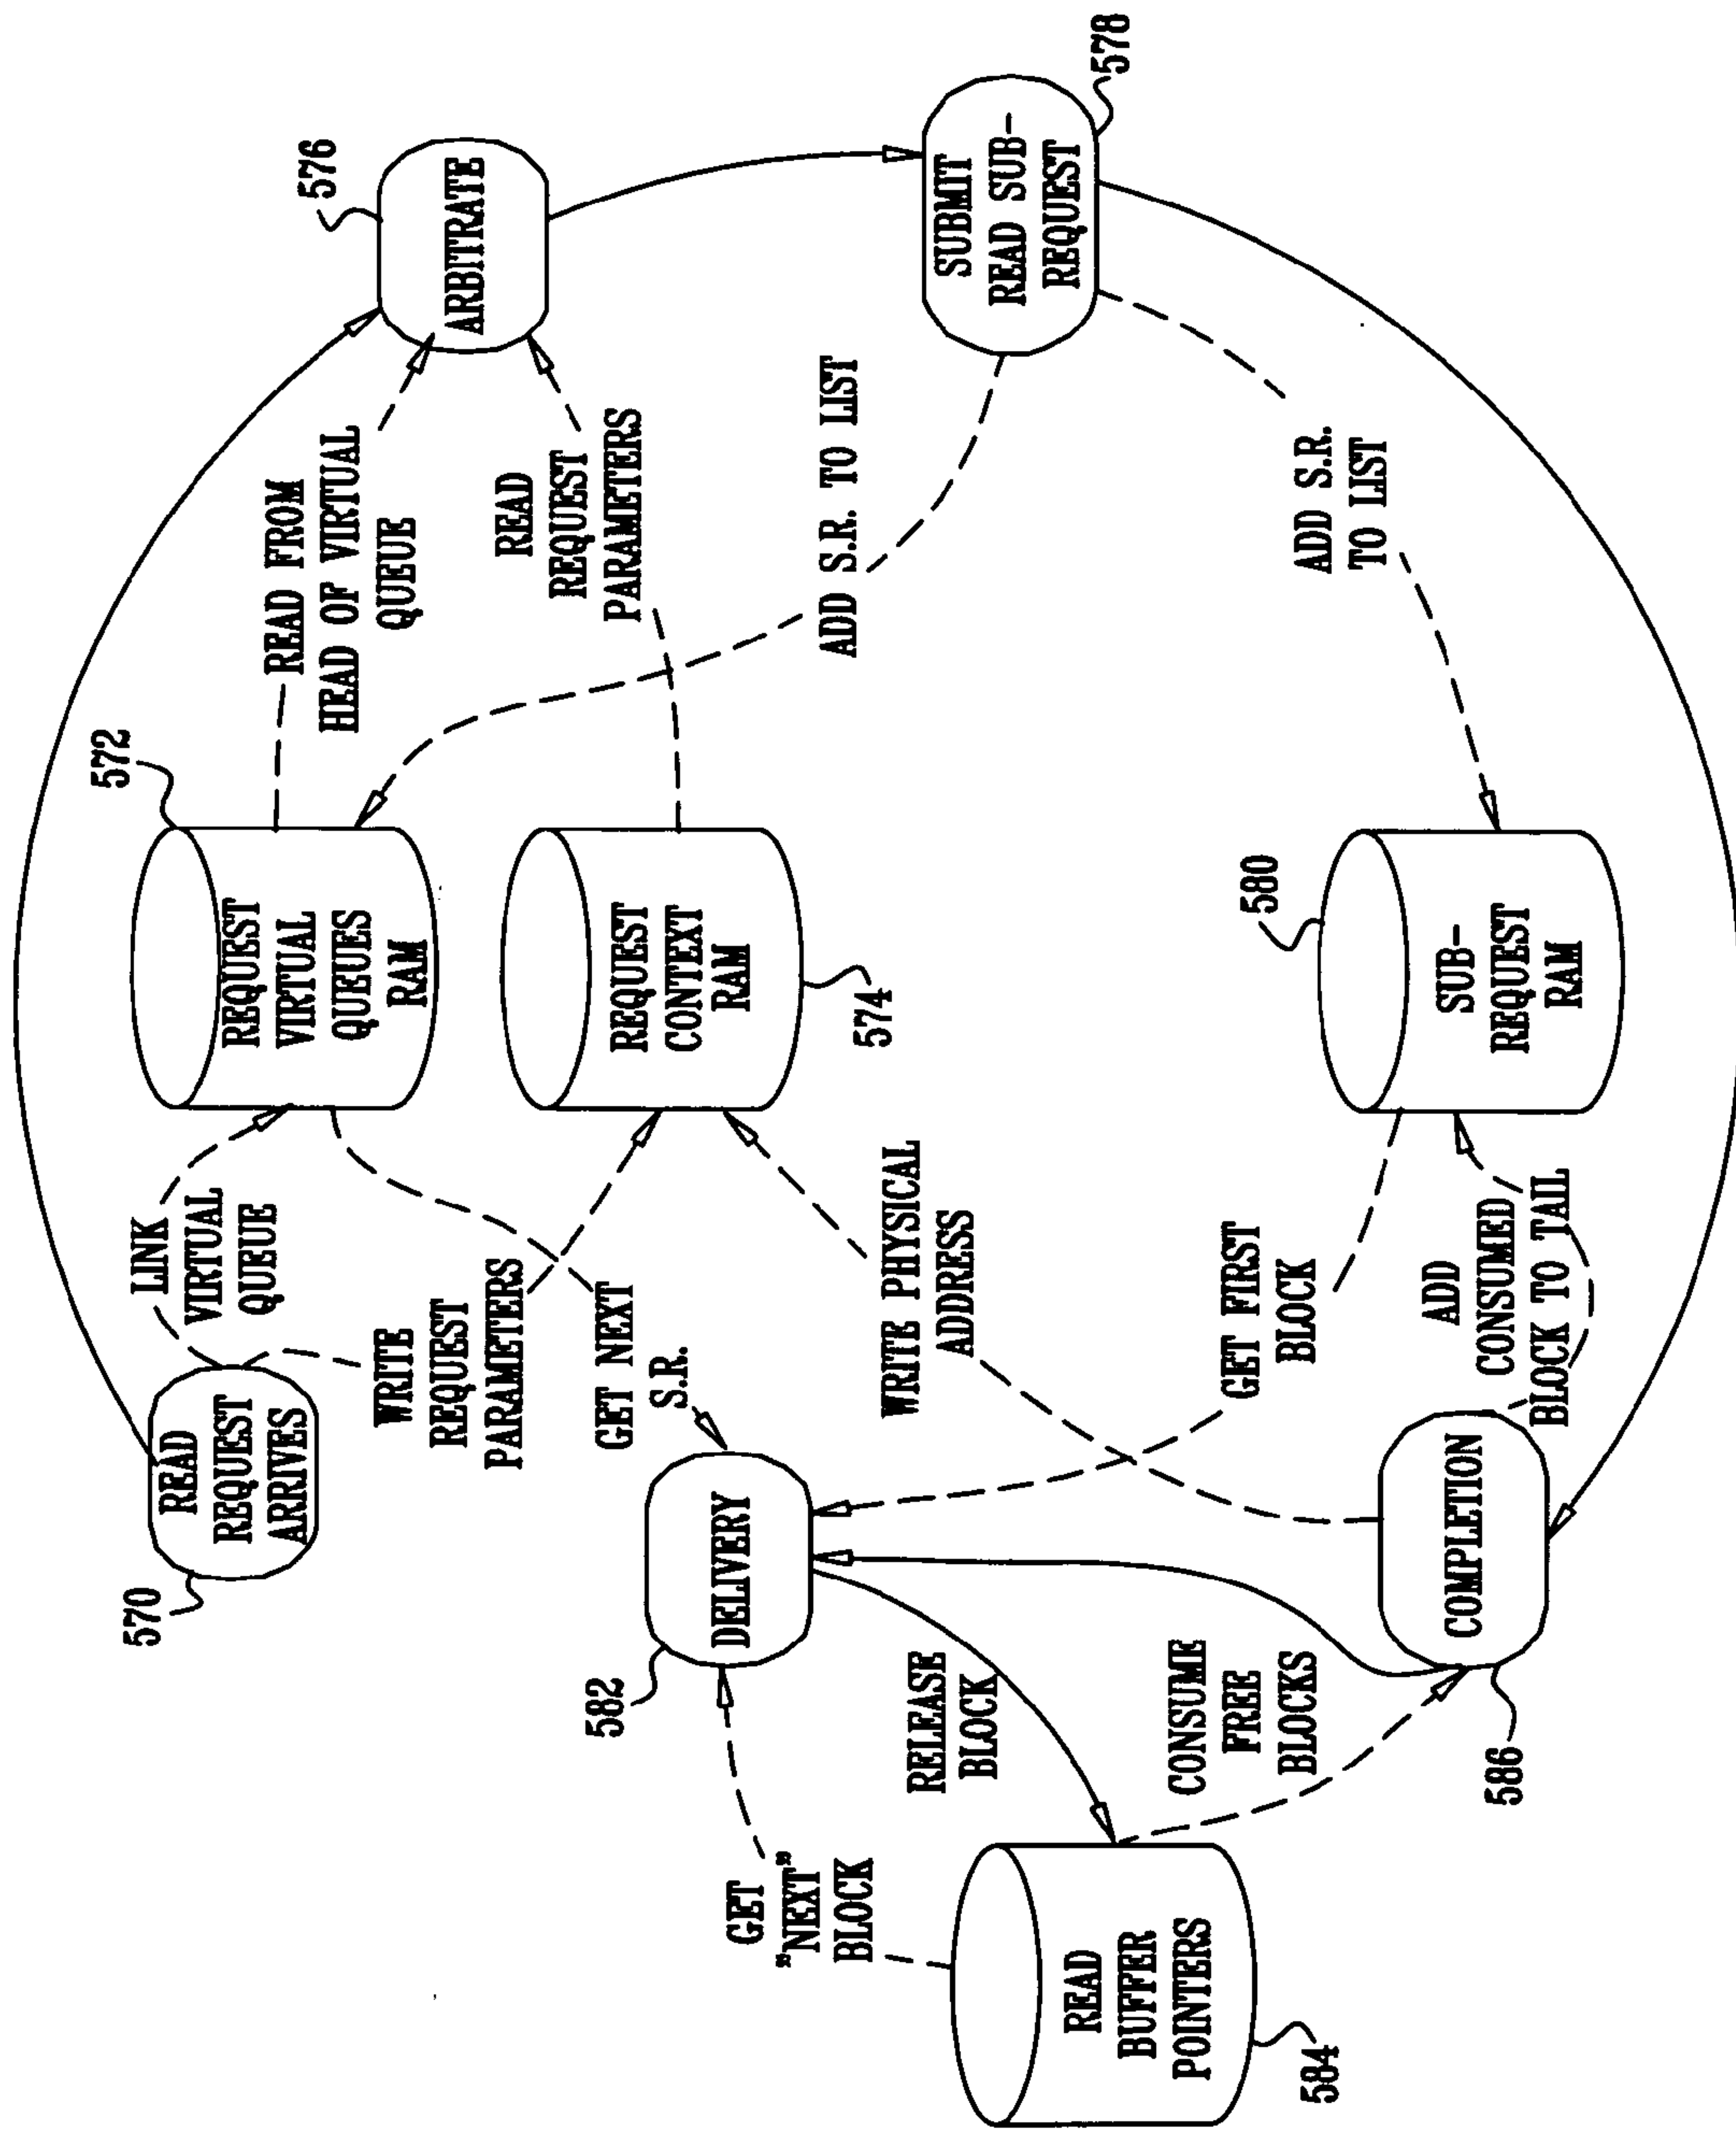 570
READ
REQUEST
ARRIVES
LINK
VIRTUAL
QUEUE
WRITE
REQUEST
PARAMETERS
572
REQUEST
VIRTUAL
QUEUES
RAM
READ FROM
HEAD OF VIRTUAL
QUEUE
576
ARBITRATE
REQUEST
CONTEXT
RAM
574
READ
REQUEST
PARAMETERS
GET NEXT
S.R.
582
DELIVERY
ADD S.R. TO LIST
SUBMIT
READ SUB-
REQUEST
578
GET
"NEXT"
BLOCK
RELEASE
BLOCK
WRITE PHYSICAL
ADDRESS
READ
BUFFER
POINTERS
584
CONSUME
FREE
BLOCKS
GET FIRST
BLOCK
580
SUB-
REQUEST
RAM
ADD S.R.
TO LIST
ADD
CONSUMED
BLOCK TO TAIL
COMPLETION
586